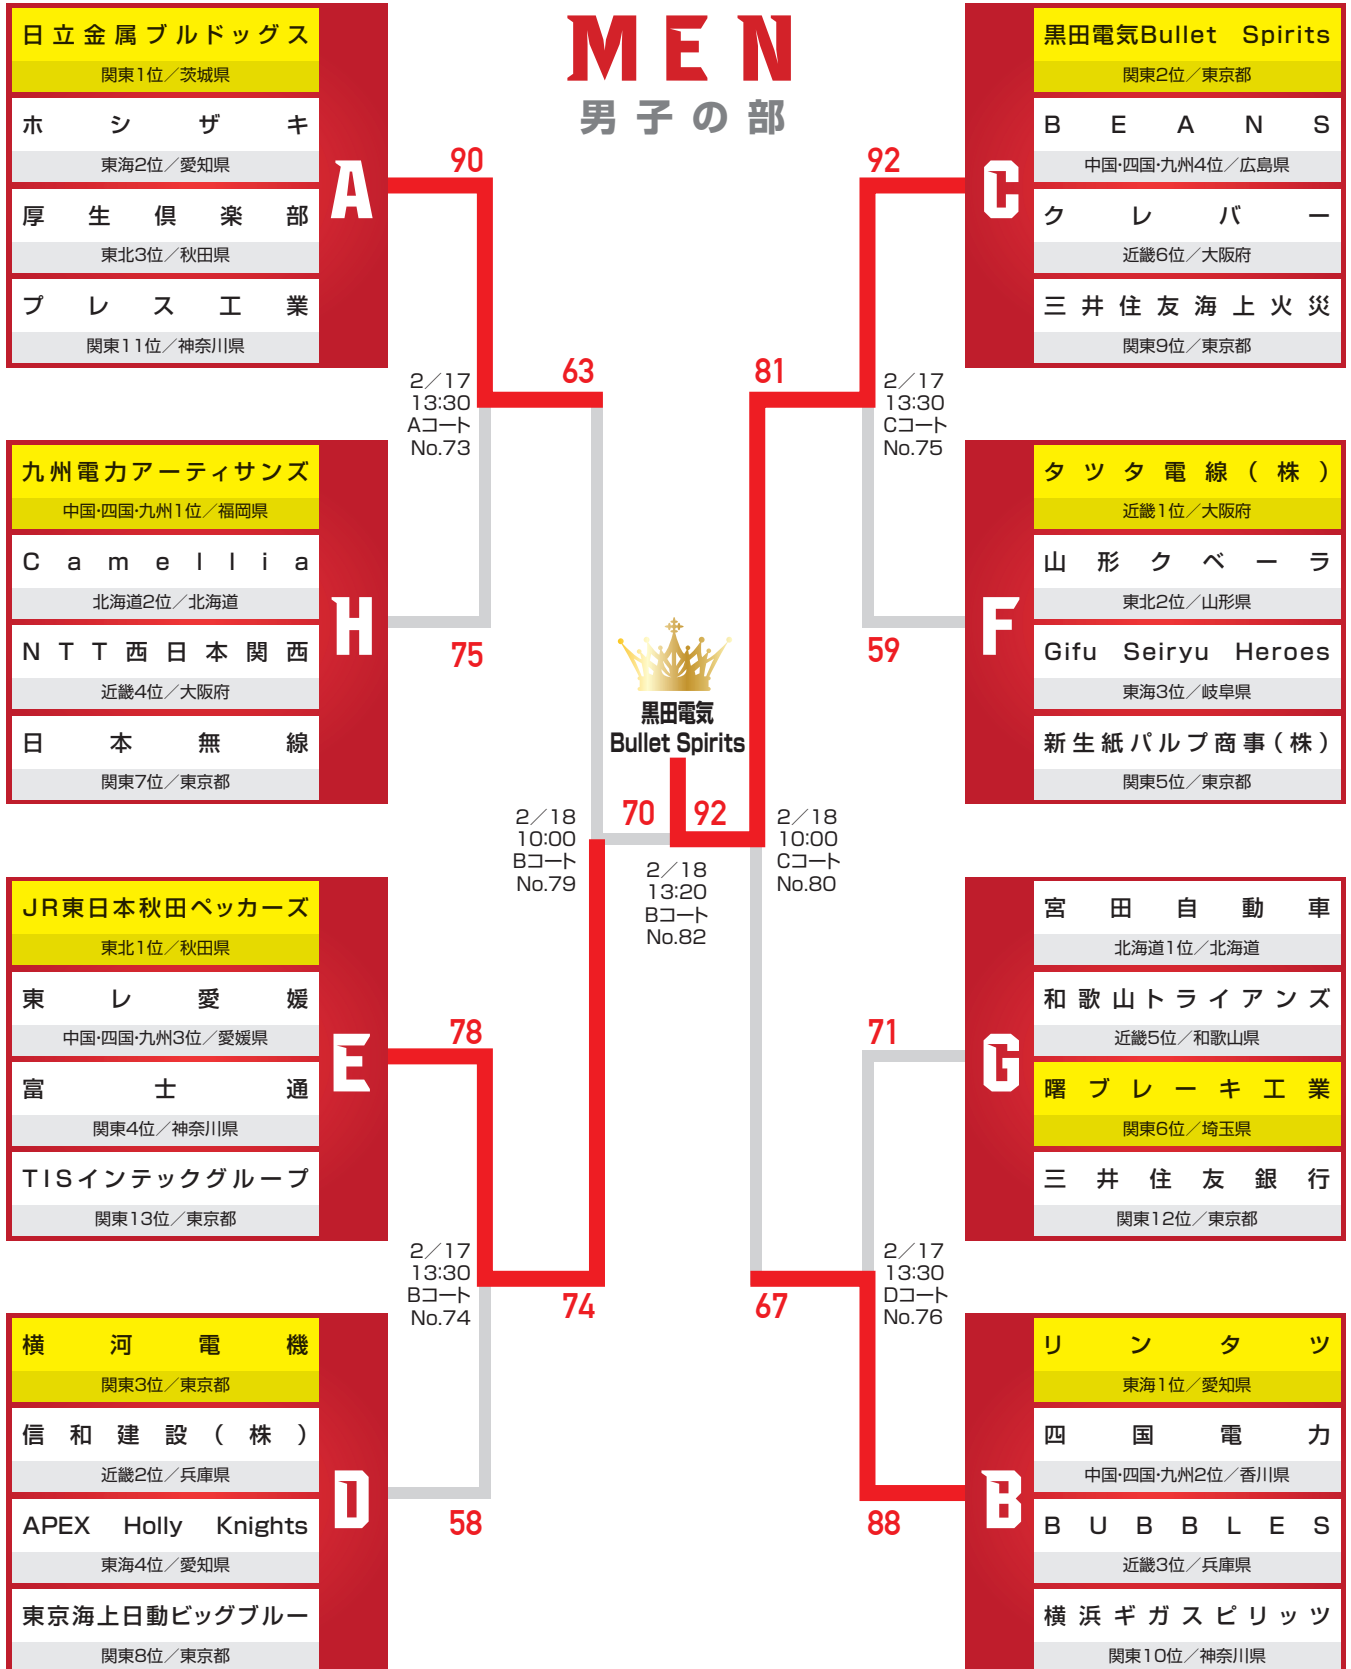 MEN
男子の部
日立金属ブルドッグス
関東1位／茨城県
ホシザキ
東海2位／愛知県
厚生倶楽部
東北3位／秋田県
プレス工業
関東11位／神奈川県
A
90
2／17
13:30
Aコート
No.73
63
九州電力アーティサンズ
中国・四国・九州1位／福岡県
Camellia
北海道2位／北海道
NTT西日本関西
近畿4位／大阪府
日本無線
関東7位／東京都
H
75
JR東日本秋田ペッカーズ
東北1位／秋田県
東レ愛媛
中国・四国・九州3位／愛媛県
富士通
関東4位／神奈川県
TISインテックグループ
関東13位／東京都
E
78
2／17
13:30
Bコート
No.74
74
横河電機
関東3位／東京都
信和建設（株）
近畿2位／兵庫県
APEX Holly Knights
東海4位／愛知県
東京海上日動ビッグブルー
関東8位／東京都
D
58
2／18
10:00
Bコート
No.79
黒田電気
Bullet Spirits
70 92
2／18
13:20
Bコート
No.82
2／18
10:00
Cコート
No.80
黒田電気Bullet Spirits
関東2位／東京都
BEANS
中国・四国・九州4位／広島県
クレバー
近畿6位／大阪府
三井住友海上火災
関東9位／東京都
C
92
81
2／17
13:30
Cコート
No.75
タツタ電線（株）
近畿1位／大阪府
山形クベーラ
東北2位／山形県
Gifu Seiryu Heroes
東海3位／岐阜県
新生紙パルプ商事（株）
関東5位／東京都
F
59
宮田自動車
北海道1位／北海道
和歌山トライアンズ
近畿5位／和歌山県
曙ブレーキ工業
関東6位／埼玉県
三井住友銀行
関東12位／東京都
G
71
2／17
13:30
Dコート
No.76
67
リンタツ
東海1位／愛知県
四国電力
中国・四国・九州2位／香川県
BUBBLES
近畿3位／兵庫県
横浜ギガスピリッツ
関東10位／神奈川県
B
88